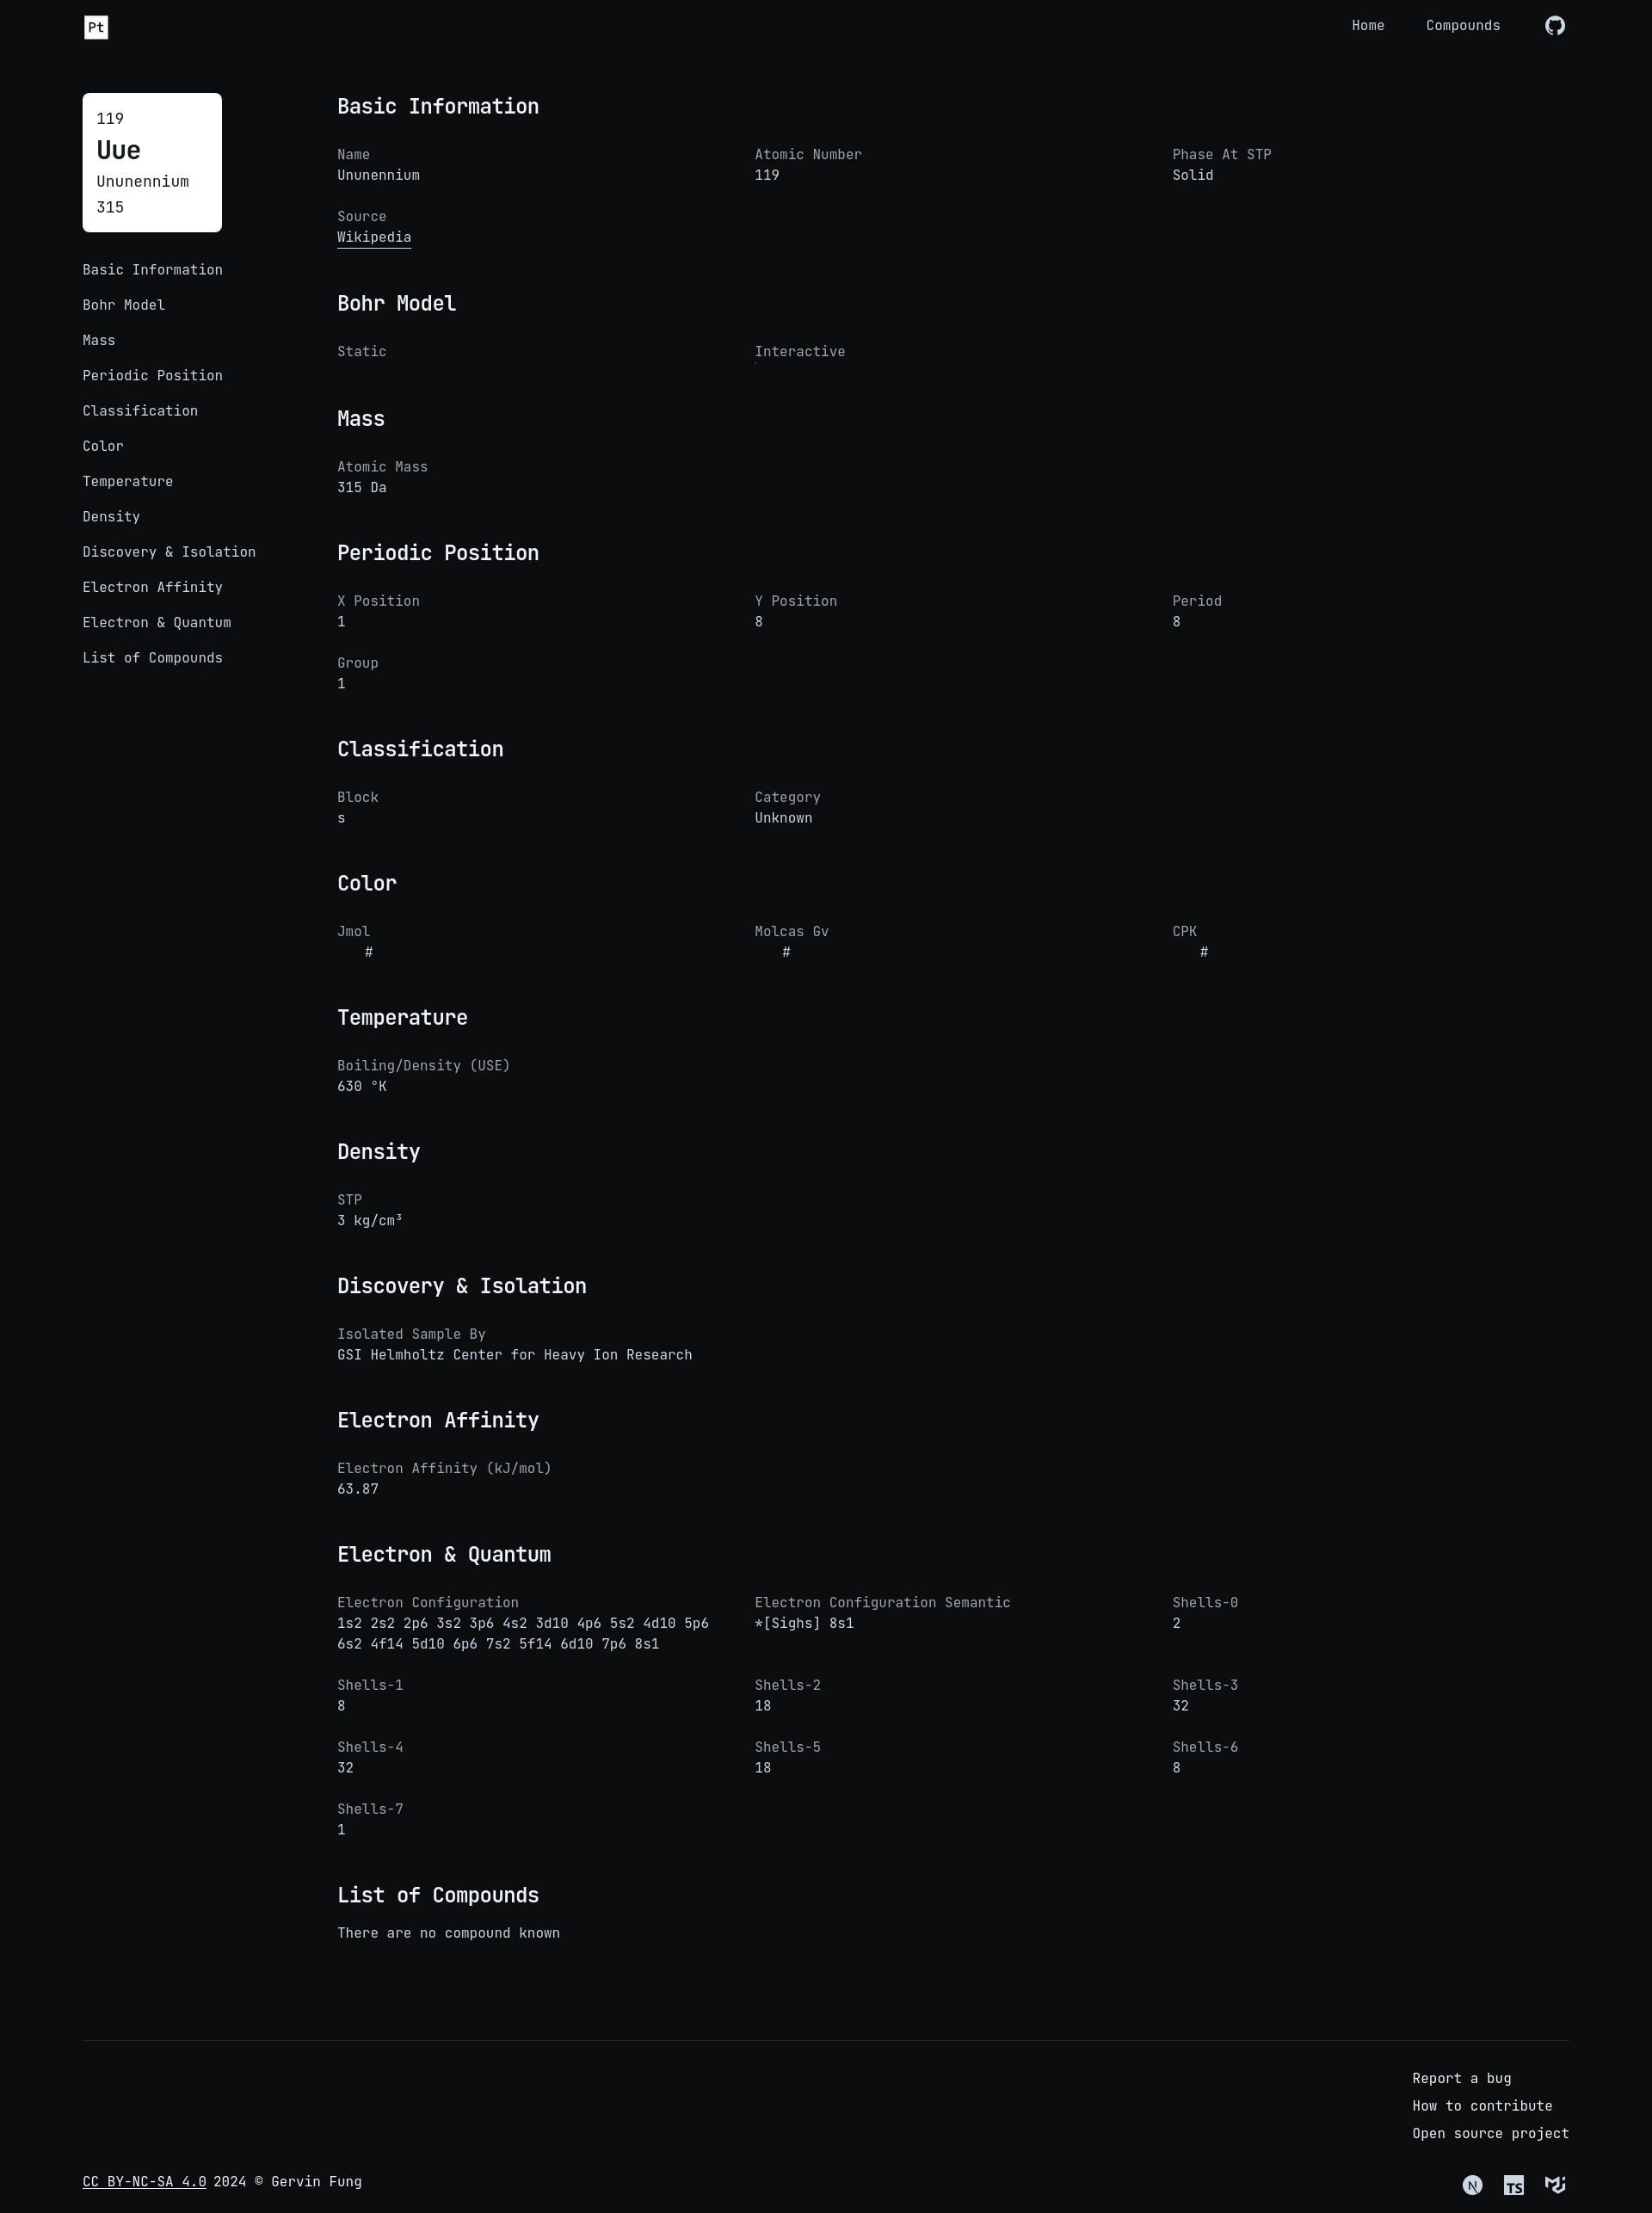 Pt
Home
Compounds
119
Uue
Ununennium
315
Basic Information
Bohr Model
Mass
Periodic Position
Classification
Color
Temperature
Density
Discovery & Isolation
Electron Affinity
Electron & Quantum
List of Compounds
Basic Information
Name
Ununennium
Atomic Number
119
Phase At STP
Solid
Source
Wikipedia
Bohr Model
Static
Interactive
Mass
Atomic Mass
315 Da
Periodic Position
X Position
1
Y Position
8
Period
8
Group
1
Classification
Block
s
Category
Unknown
Color
Jmol
#
Molcas Gv
#
CPK
#
Temperature
Boiling/Density (USE)
630 °K
Density
STP
3 kg/cm³
Discovery & Isolation
Isolated Sample By
GSI Helmholtz Center for Heavy Ion Research
Electron Affinity
Electron Affinity (kJ/mol)
63.87
Electron & Quantum
Electron Configuration
1s2 2s2 2p6 3s2 3p6 4s2 3d10 4p6 5s2 4d10 5p6
6s2 4f14 5d10 6p6 7s2 5f14 6d10 7p6 8s1
Electron Configuration Semantic
*[Sighs] 8s1
Shells-0
2
Shells-1
8
Shells-2
18
Shells-3
32
Shells-4
32
Shells-5
18
Shells-6
8
Shells-7
1
List of Compounds
There are no compound known
Report a bug
How to contribute
Open source project
CC BY-NC-SA 4.0 2024 © Gervin Fung
N
TS